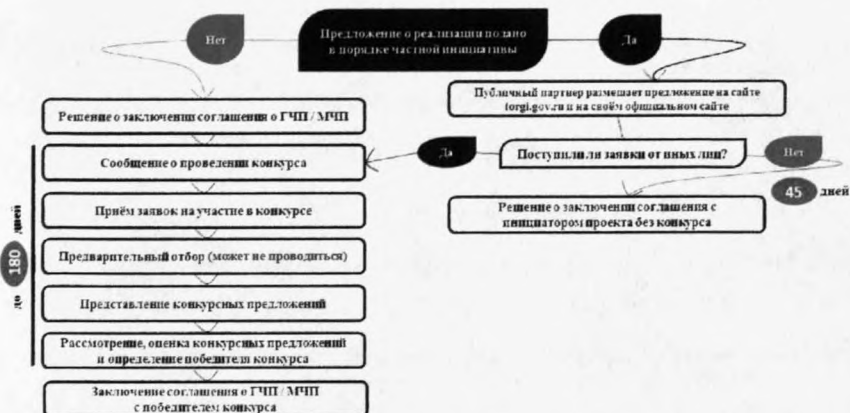 Предложение о реализации подано
в порядке частной инициативы
Нет
Да
Публичный партнер размещает предложение на сайте
torgi.gov.ru и на своём официальном сайте
Решение о заключении соглашения о ГЧП / МЧП
Сообщение о проведении конкурса
Да
Поступили ли заявки от иных лиц?
Нет
45 дней
Решение о заключении соглашения с
инициатором проекта без конкурса
Приём заявок на участие в конкурсе
Предварительный отбор (может не проводиться)
до 180 дней
Представление конкурсных предложений
Рассмотрение, оценка конкурсных предложений
и определение победителя конкурса
Заключение соглашения о ГЧП / МЧП
с победителем конкурса